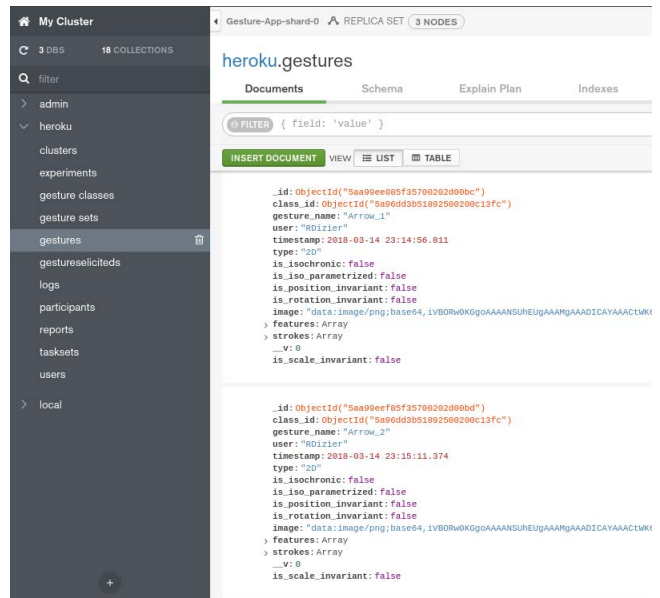 My Cluster
3 DBS 18 COLLECTIONS
filter
admin
heroku
clusters
experiments
gesture classes
gesture sets
gestures
gestureseliciteds
logs
participants
reports
tasksets
users
local
Gesture-App-shard-0 REPLICA SET 3 NODES
heroku.gestures
Documents Schema Explain Plan Indexes
FILTER { field: 'value' }
INSERT DOCUMENT VIEW LIST TABLE
_id: ObjectId("5aa99ee085f35700202d00bc")
class_id: ObjectId("5a96dd3b51892500200c13fc")
gesture_name: "Arrow_1"
user: "RDizier"
timestamp: 2018-03-14 23:14:56.811
type: "2D"
is_isochronic: false
is_iso_parametrized: false
is_position_invariant: false
is_rotation_invariant: false
image: "data:image/png;base64,iVBORw0KGgoAAAANSUhEUgAAAMgAAADICAYAAACtWK6
features: Array
strokes: Array
__v: 0
is_scale_invariant: false
_id: ObjectId("5aa99eef85f35700202d00bd")
class_id: ObjectId("5a96dd3b51892500200c13fc")
gesture_name: "Arrow_2"
user: "RDizier"
timestamp: 2018-03-14 23:15:11.374
type: "2D"
is_isochronic: false
is_iso_parametrized: false
is_position_invariant: false
is_rotation_invariant: false
image: "data:image/png;base64,iVBORw0KGgoAAAANSUhEUgAAAMgAAADICAYAAACtWK6
features: Array
strokes: Array
__v: 0
is_scale_invariant: false